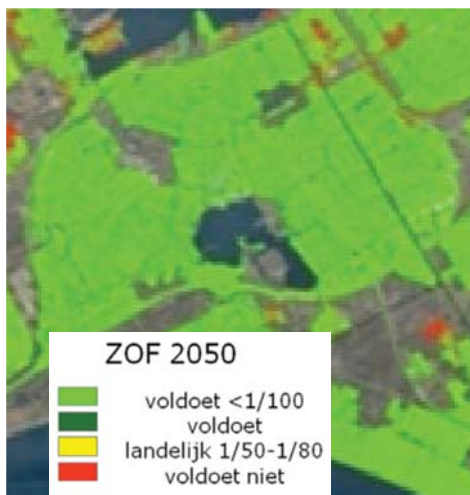 ZOF 2050
voldoet <1/100
voldoet
landelijk 1/50-1/80
voldoet niet